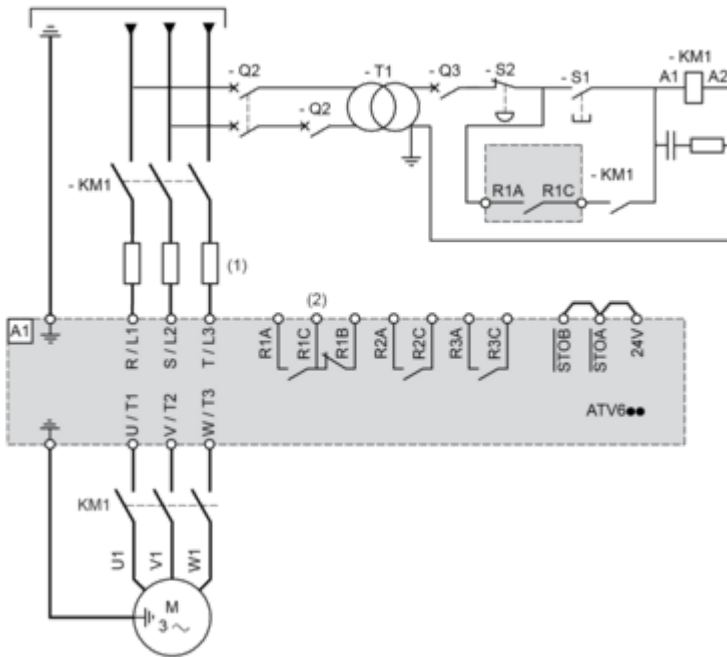 - Q2
- T1
- Q3
- S2
- S1
- KM1
A1 A2
- Q2
- KM1
R1A R1C
- KM1
(1)
(2)
A1
R / L1
S / L2
T / L3
R1A
R1C
R1B
R2A
R2C
R3A
R3C
STOB
STOA
24V
U / T1
V / T2
W / T3
ATV6●●
KM1
U1
V1
W1
M
3 ~